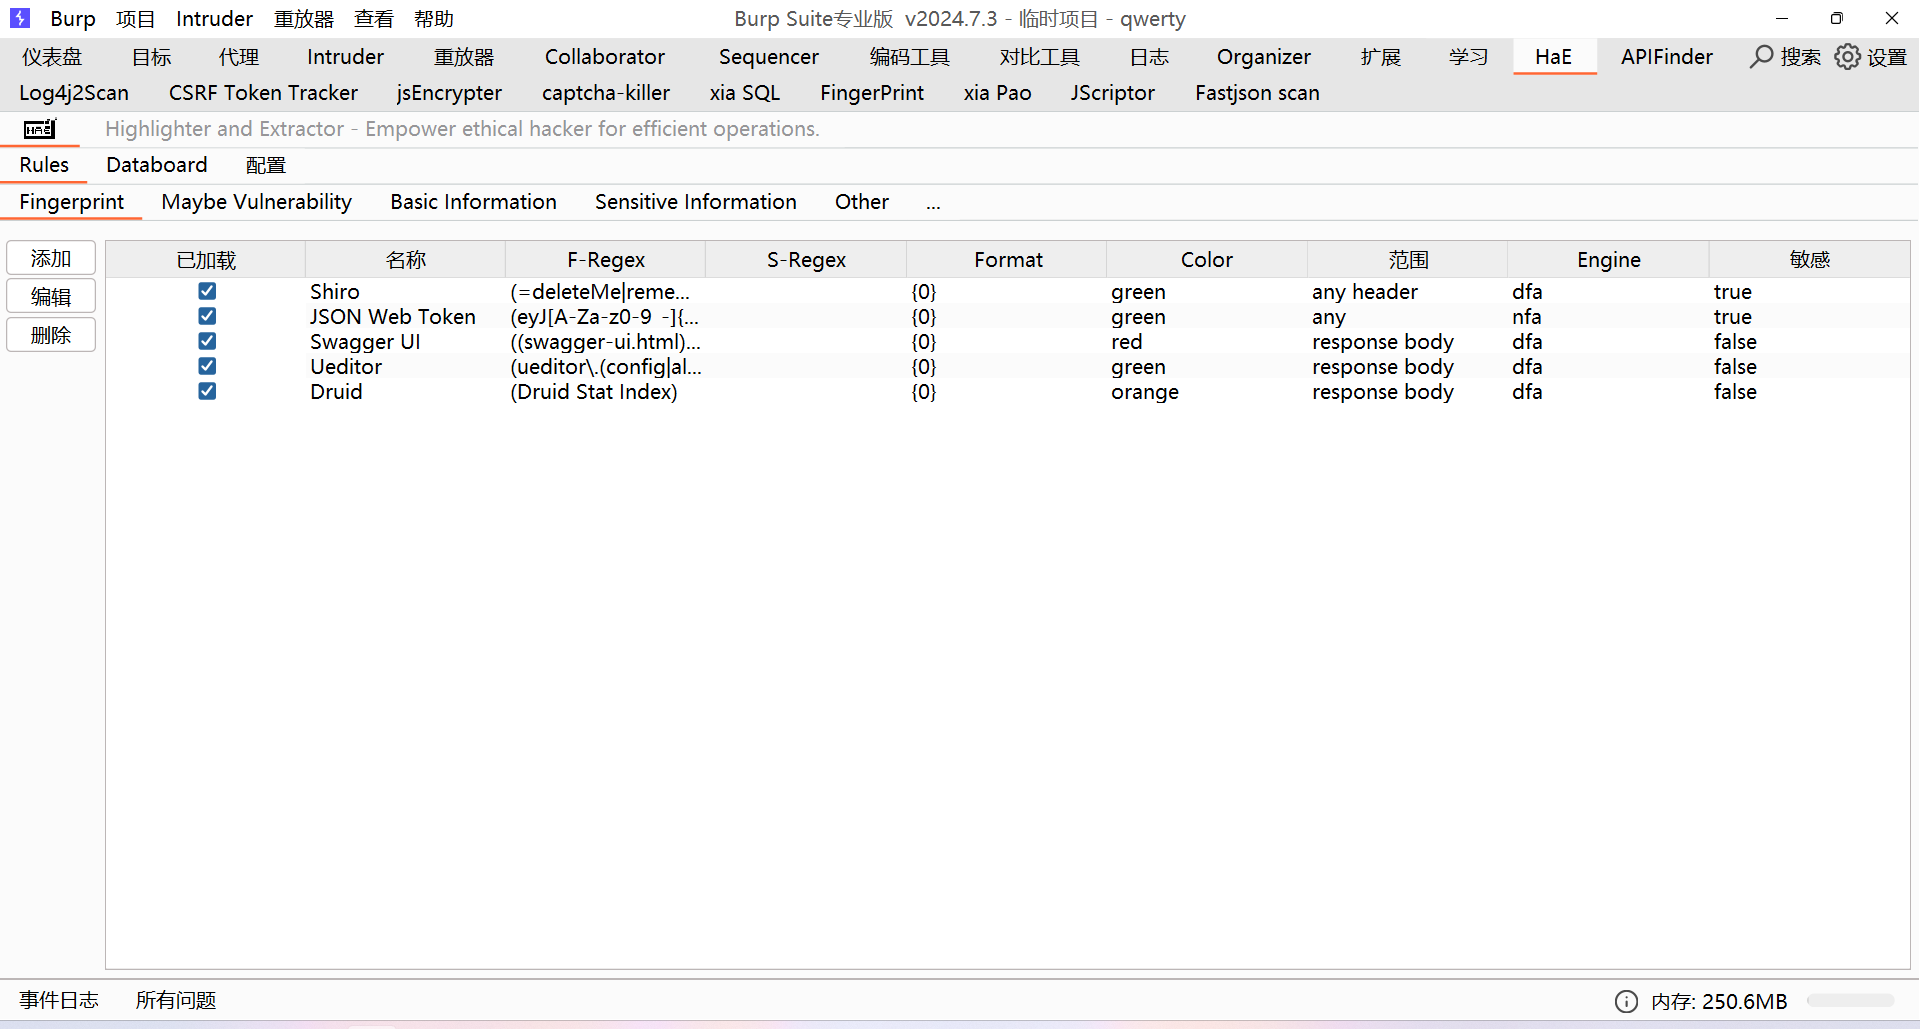 Burp 项目 Intruder 重放器 查看 帮助 Burp Suite专业版 v2024.7.3 - 临时项目 - qwerty
仪表盘 目标 代理 Intruder 重放器 Collaborator Sequencer 编码工具 对比工具 日志 Organizer 扩展 学习 HaE APIFinder 搜索 设置
Log4j2Scan CSRF Token Tracker jsEncrypter captcha-killer xia SQL FingerPrint xia Pao JScriptor Fastjson scan
HAE Highlighter and Extractor - Empower ethical hacker for efficient operations.
Rules Databoard 配置
Fingerprint Maybe Vulnerability Basic Information Sensitive Information Other ...
添加
编辑
删除
已加载 名称 F-Regex S-Regex Format Color 范围 Engine 敏感
Shiro (=deleteMe|reme... {0} green any header dfa true
JSON Web Token (eyJ[A-Za-z0-9_-]{... {0} green any nfa true
Swagger UI ((swagger-ui.html)... {0} red response body dfa false
Ueditor (ueditor\.(config|al... {0} green response body dfa false
Druid (Druid Stat Index) {0} orange response body dfa false
事件日志 所有问题 内存: 250.6MB